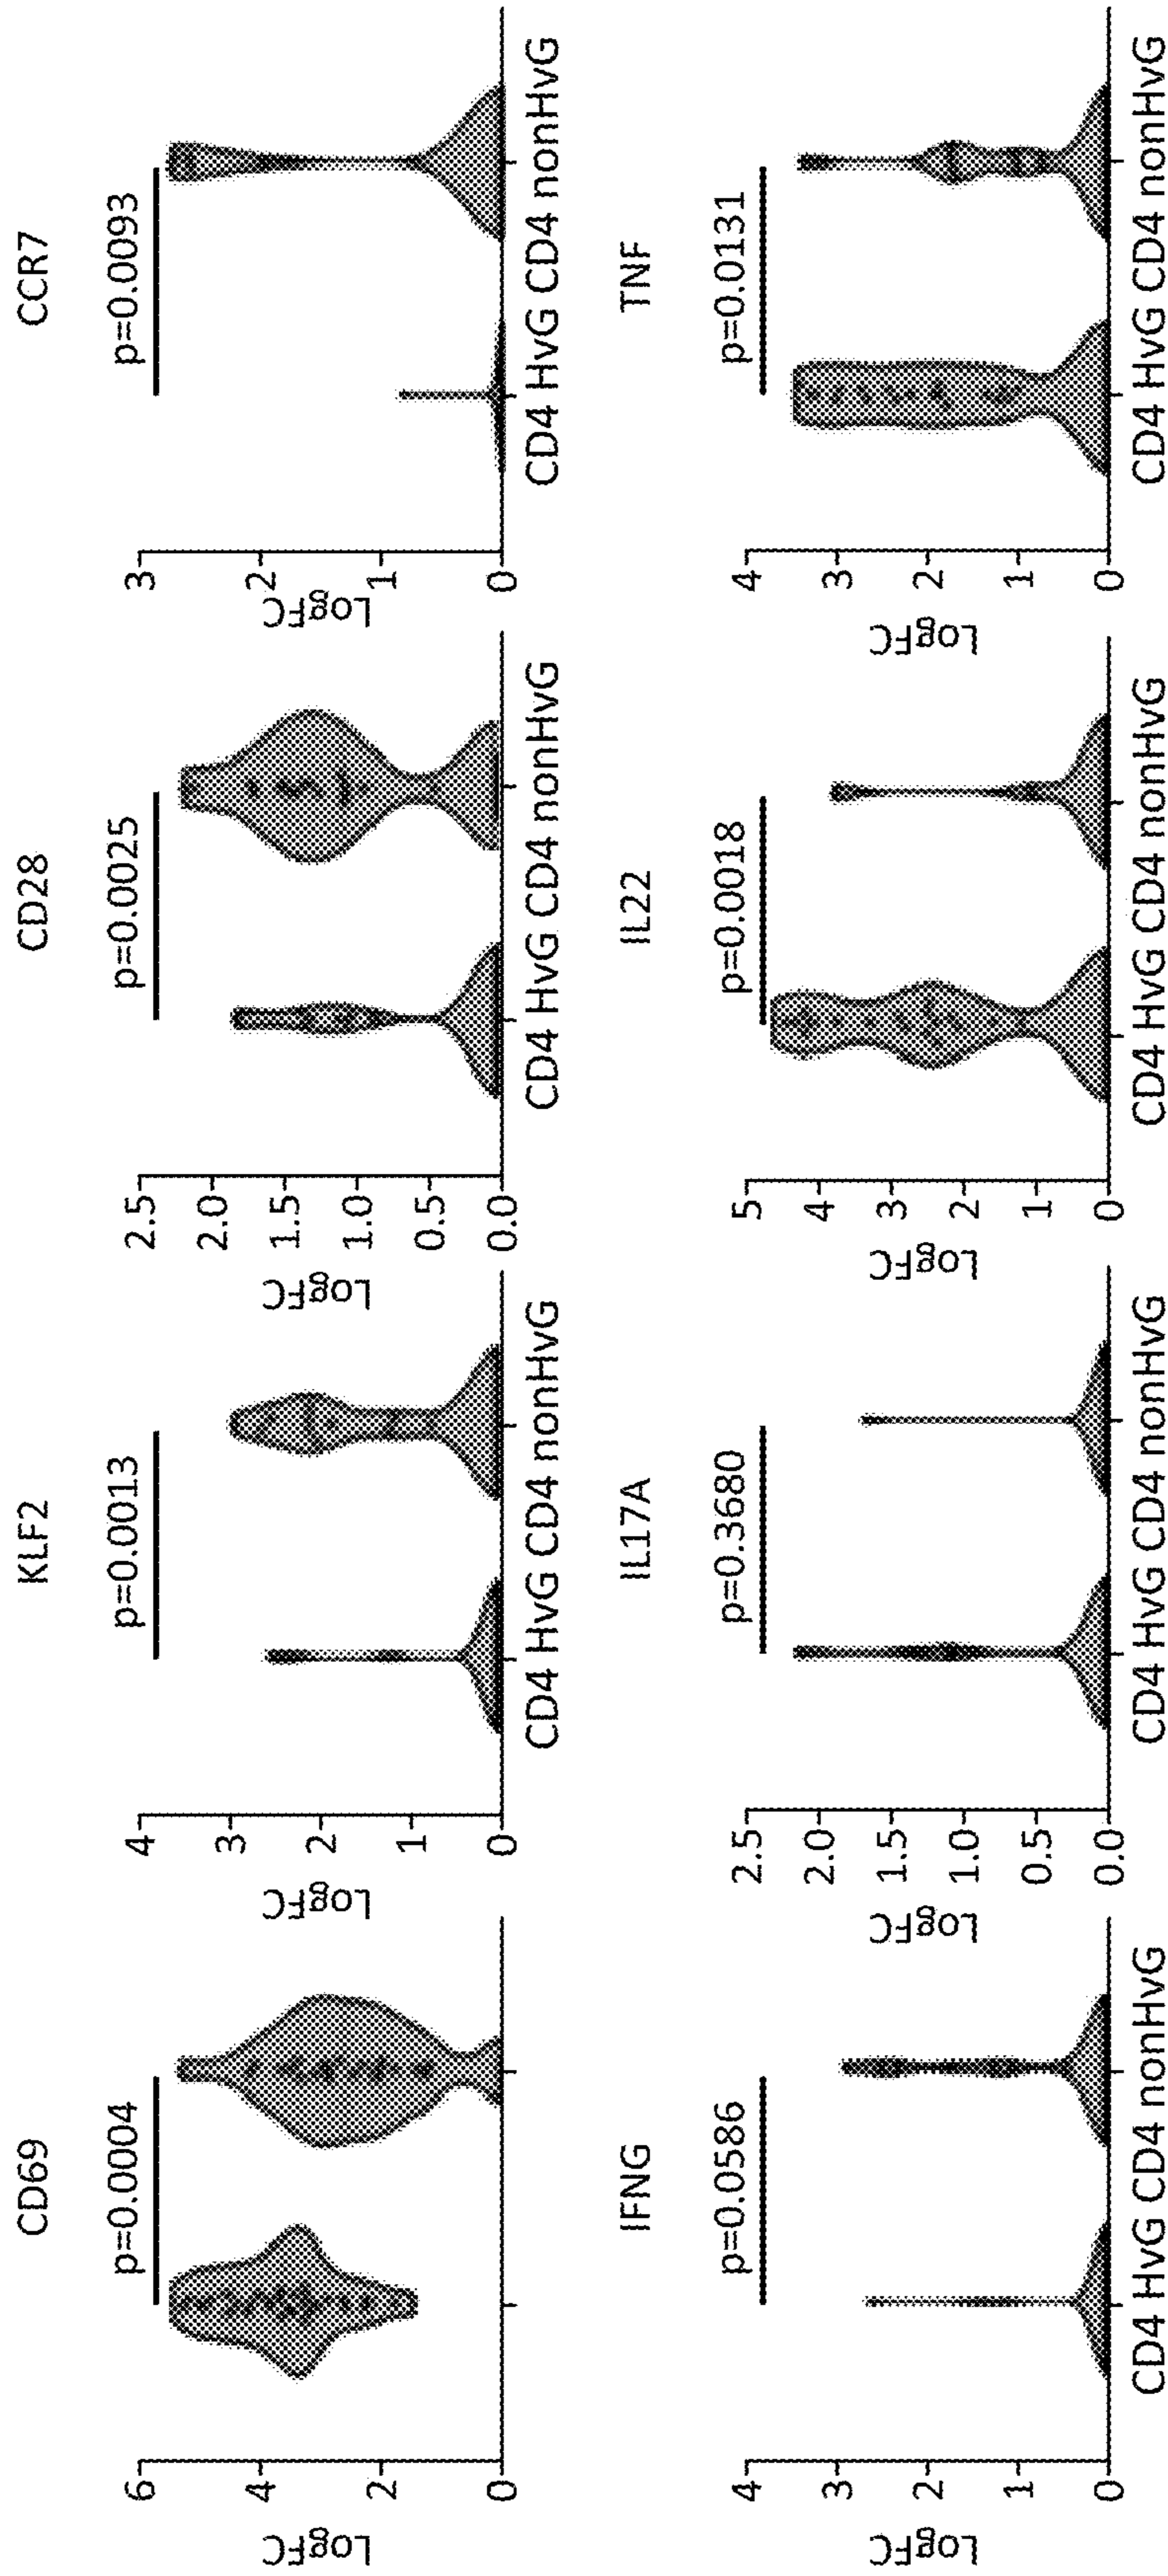 CD69
p=0.0004
LogFC
6
4
2
0
KLF2
p=0.0013
LogFC
4
3
2
1
0
CD4 HvG CD4 nonHvG
CD28
p=0.0025
LogFC
2.5
2.0
1.5
1.0
0.5
0.0
CD4 HvG CD4 nonHvG
CCR7
p=0.0093
LogFC
3
2
1
0
CD4 HvG CD4 nonHvG
IFNG
p=0.0586
LogFC
4
3
2
1
0
CD4 HvG CD4 nonHvG
IL17A
p=0.3680
LogFC
2.5
2.0
1.5
1.0
0.5
0.0
CD4 HvG CD4 nonHvG
IL22
p=0.0018
LogFC
5
4
3
2
1
0
CD4 HvG CD4 nonHvG
TNF
p=0.0131
LogFC
4
3
2
1
0
CD4 HvG CD4 nonHvG